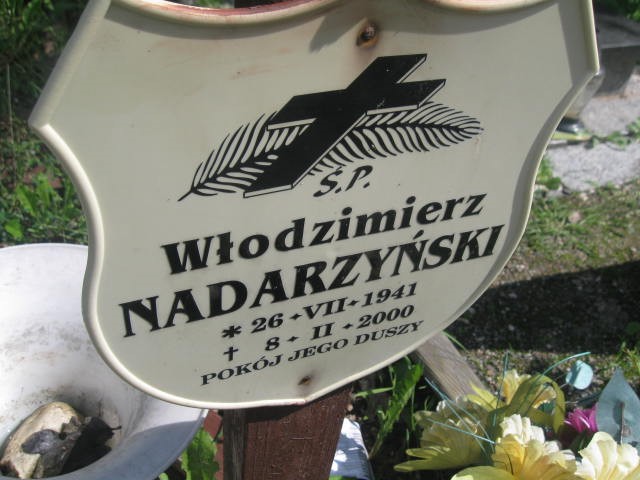 Ś.P.
Włodzimierz
NADARZYŃSKI
* 26 • VII • 1941
† 8 • II • 2000
POKÓJ JEGO DUSZY